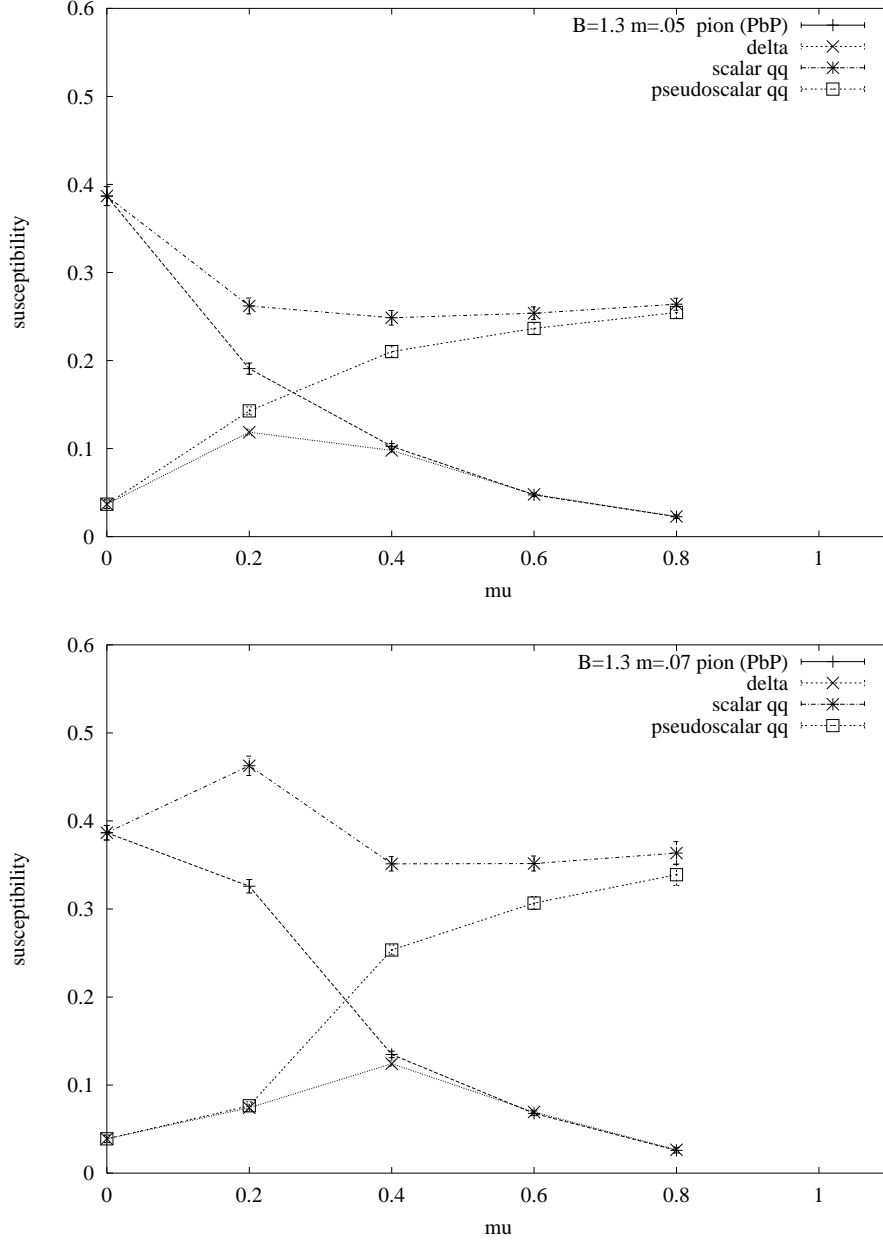 0.6
0.5
0.4
0.3
0.2
0.1
0
susceptibility
B=1.3 m=.05 pion (PbP)
delta
scalar qq
pseudoscalar qq
0 0.2 0.4 0.6 0.8 1
mu
0.6
0.5
0.4
0.3
0.2
0.1
0
susceptibility
B=1.3 m=.07 pion (PbP)
delta
scalar qq
pseudoscalar qq
0 0.2 0.4 0.6 0.8 1
mu